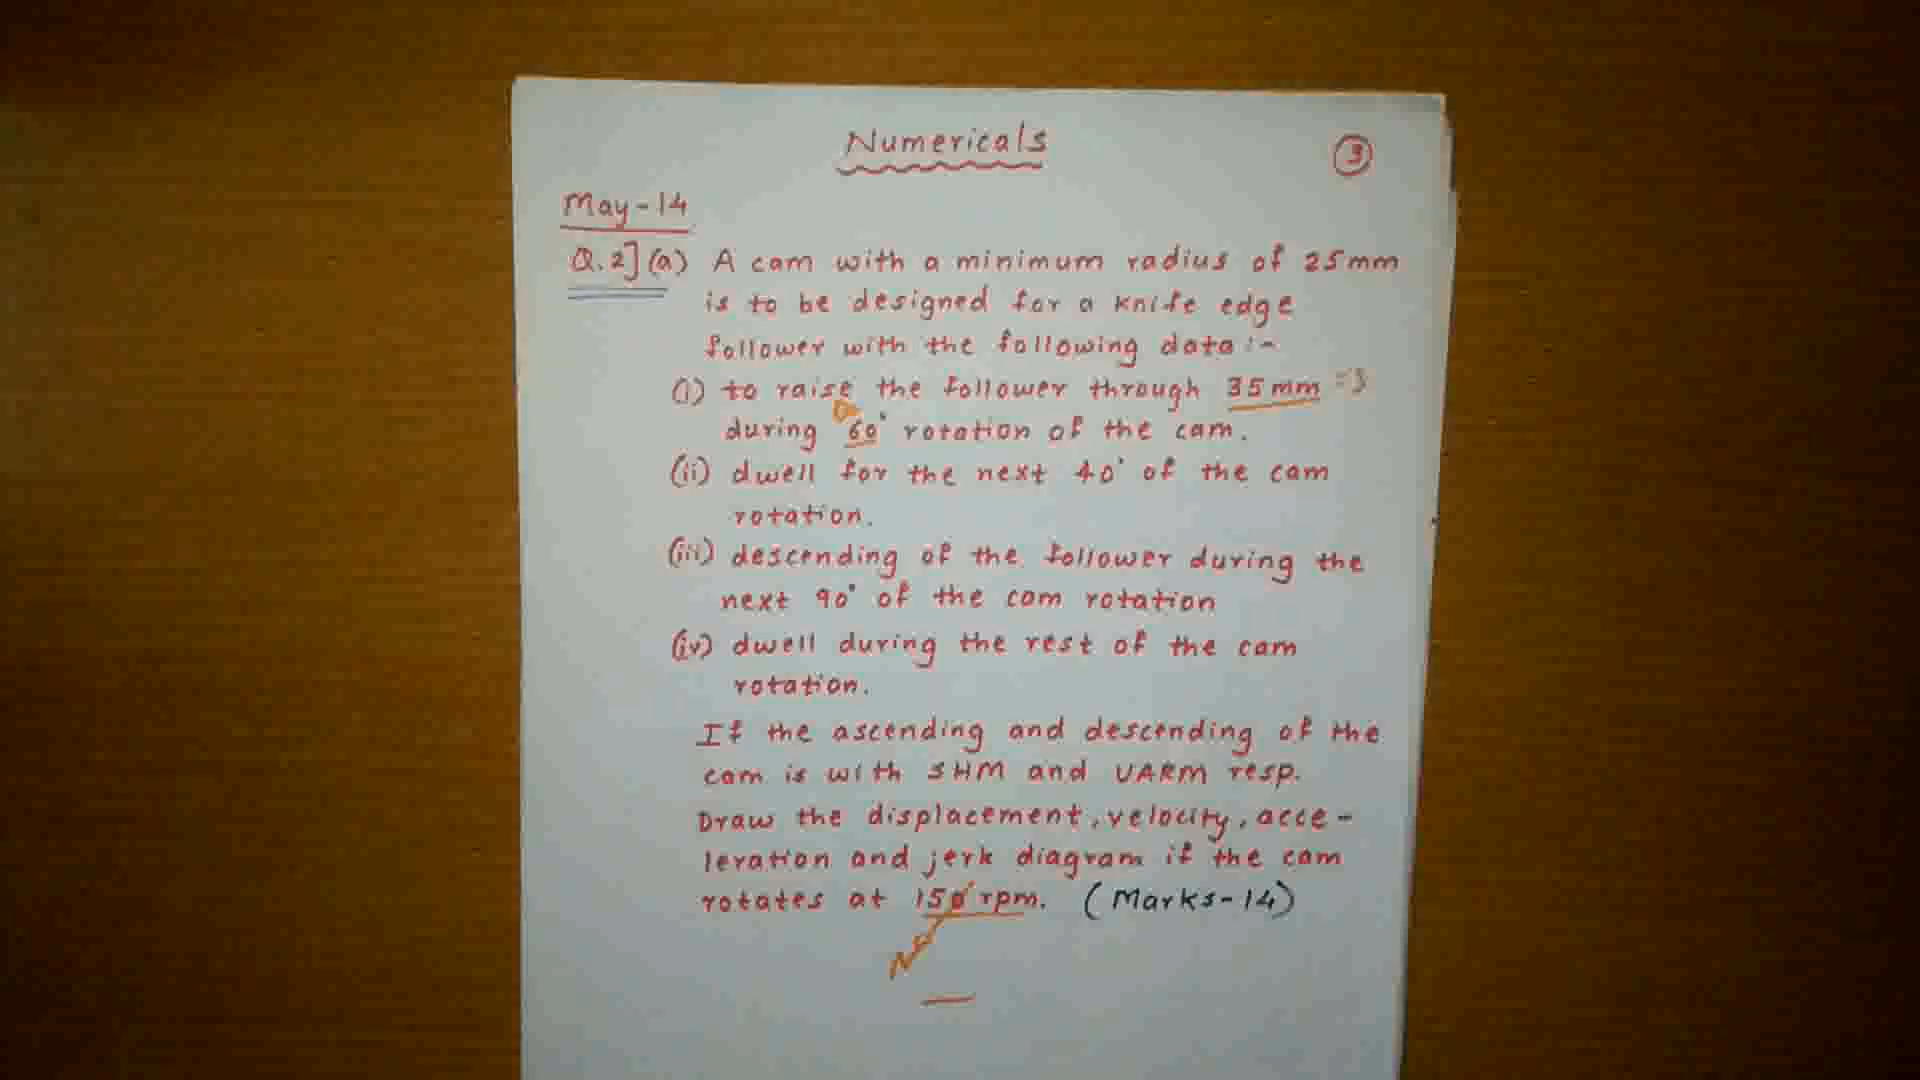 Numericals
3
May-14
Q.2] (a) A cam with a minimum radius of 25mm
is to be designed for a knife edge
follower with the following data:-
(i) to raise the follower through 35mm =S
during 60° rotation of the cam.
(ii) dwell for the next 40° of the cam
rotation.
(iii) descending of the follower during the
next 90° of the cam rotation
(iv) dwell during the rest of the cam
rotation.
If the ascending and descending of the
cam is with SHM and UARM resp.
Draw the displacement, velocity, acce-
leration and jerk diagram if the cam
rotates at 150 rpm. (Marks-14)
N